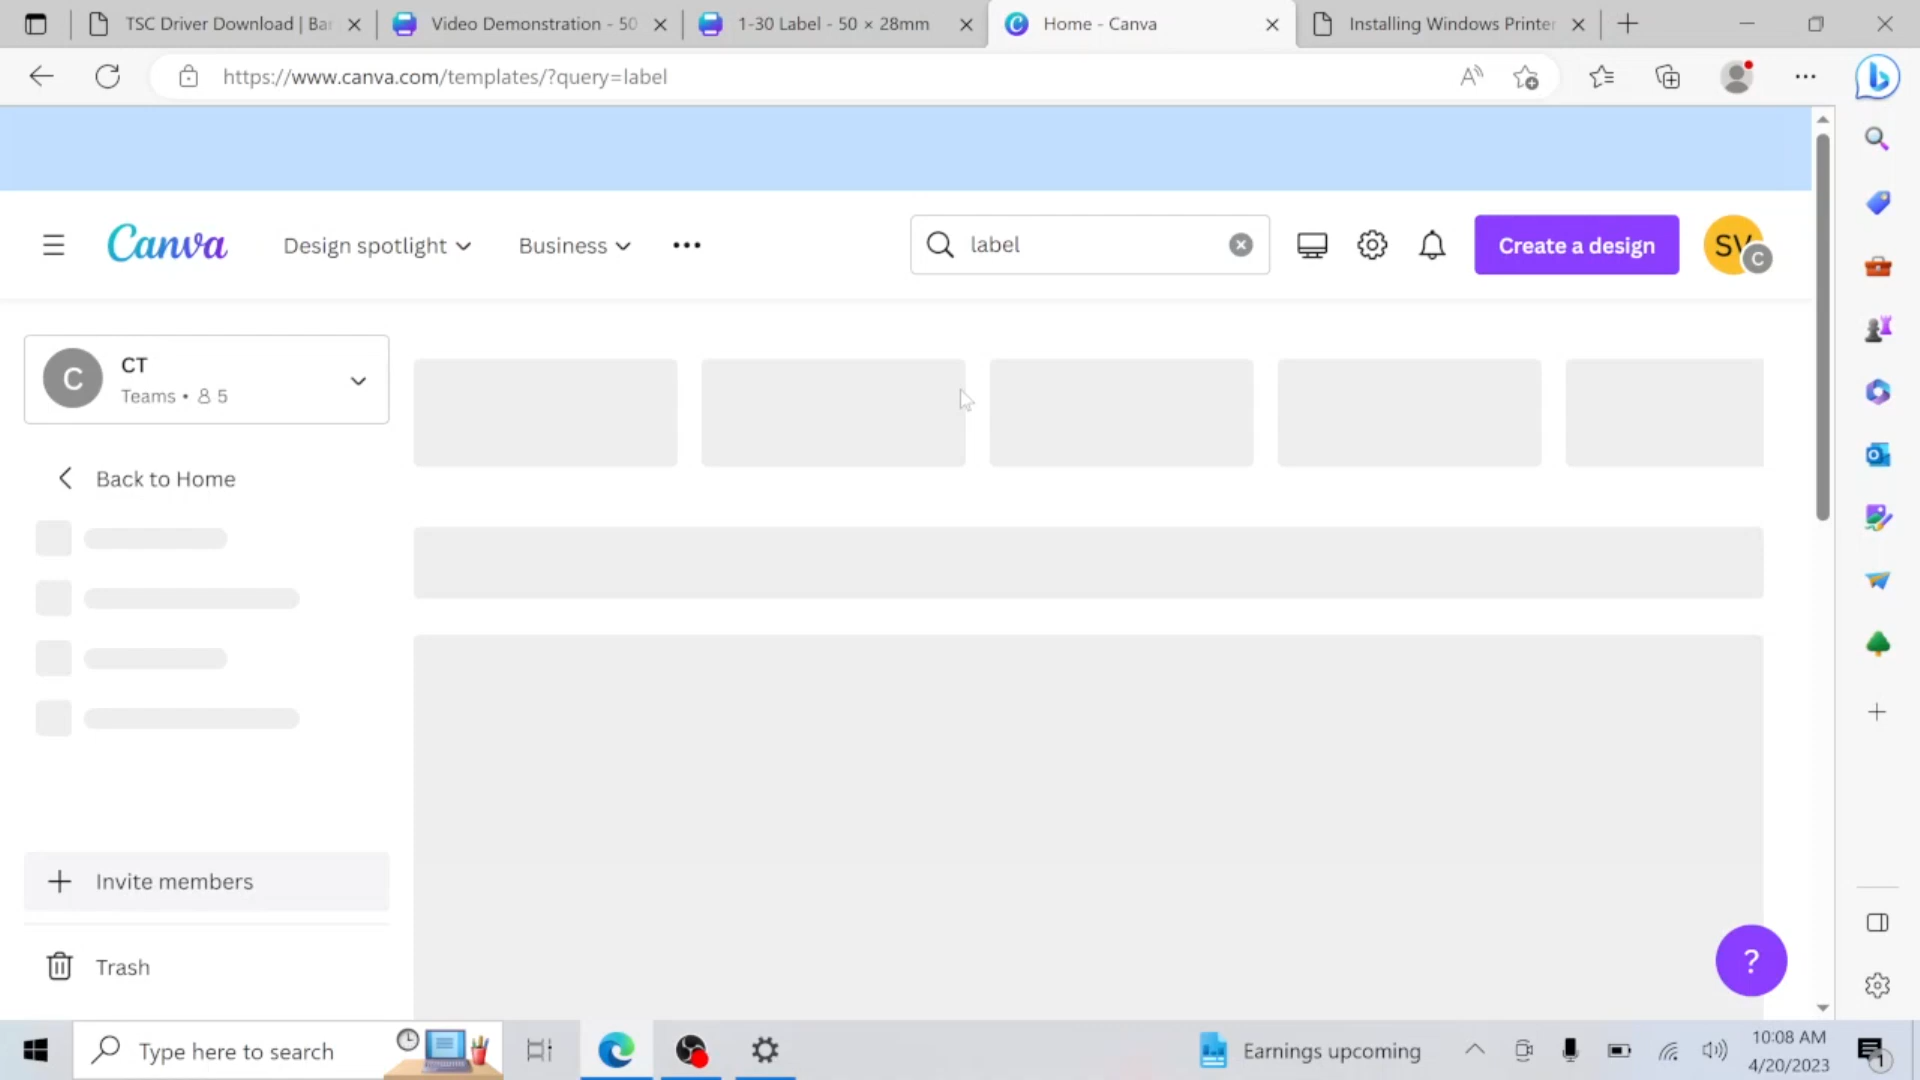 TSC Driver Download | Bar
Video Demonstration - 50
1-30 Label - 50 × 28mm
Home - Canva
Installing Windows Printer
https://www.canva.com/templates/?query=label
Canva
Design spotlight
Business
label
Create a design
SV
C
C
CT
Teams • 5
Back to Home
Invite members
Trash
?
Type here to search
Earnings upcoming
10:08 AM
4/20/2023
1